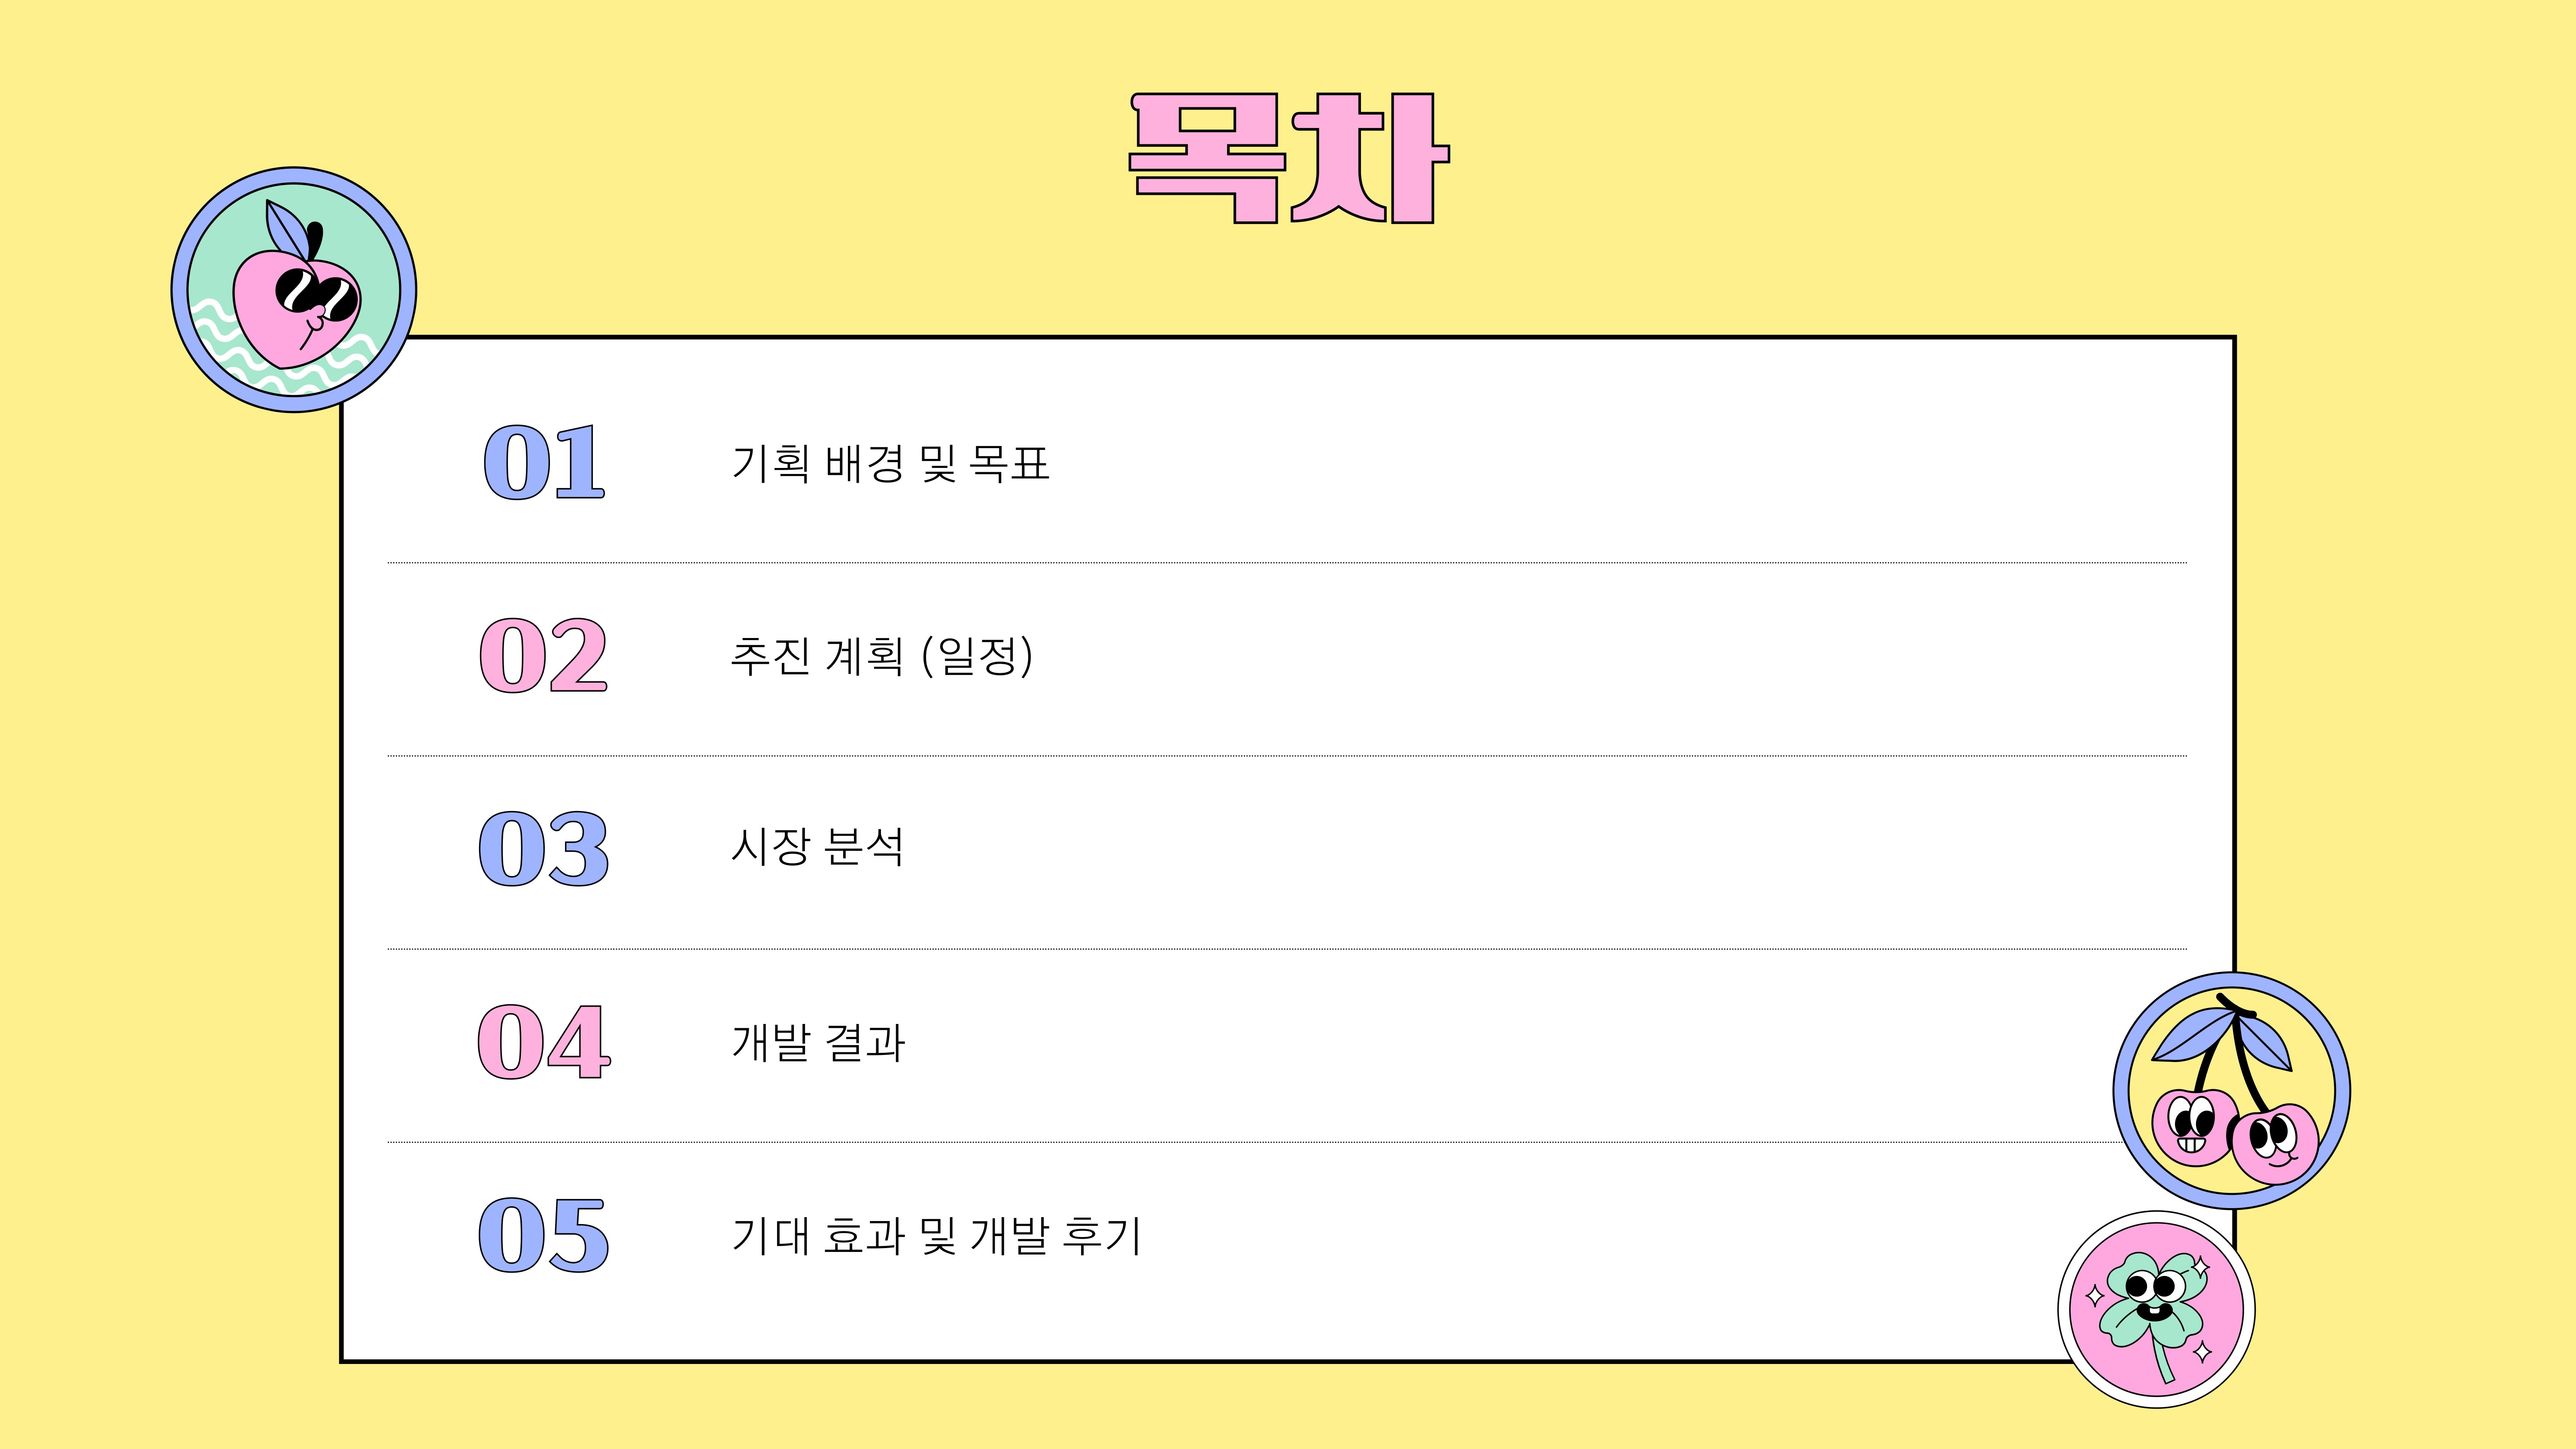 목차
01 기획 배경 및 목표
02 추진 계획 (일정)
03 시장 분석
04 개발 결과
05 기대 효과 및 개발 후기